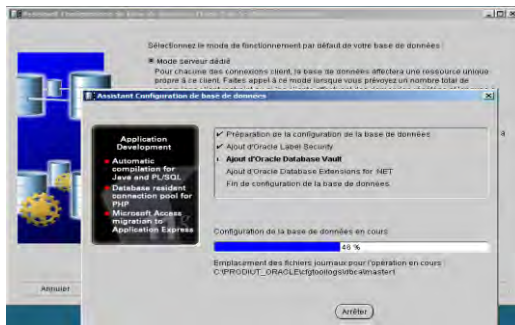 Sélectionnez le mode de fonctionnement par défaut de votre base de données :
Mode serveur dédié
Pour chacune des connexions client, la base de données affectera une ressource unique
propre à ce client. Faites appel à ce mode lorsque vous prévoyez un nombre total de
Assistant Configuration de base de données
Application
Development
Automatic
compilation for
Java and PL/SQL
Database resident
connection pool for
PHP
Microsoft Access
migration to
Application Express
Préparation de la configuration de la base de données
Ajout d'Oracle Label Security
Ajout d'Oracle Database Vault
Ajout d'Oracle Database Extensions for .NET
Fin de configuration de la base de données
Configuration de la base de données en cours
46 %
Emplacement des fichiers journaux pour l'opération en cours :
C:\PRODIUT_ORACLE\cfgtoollogs\dbca\master1
Annuler
Arrêter